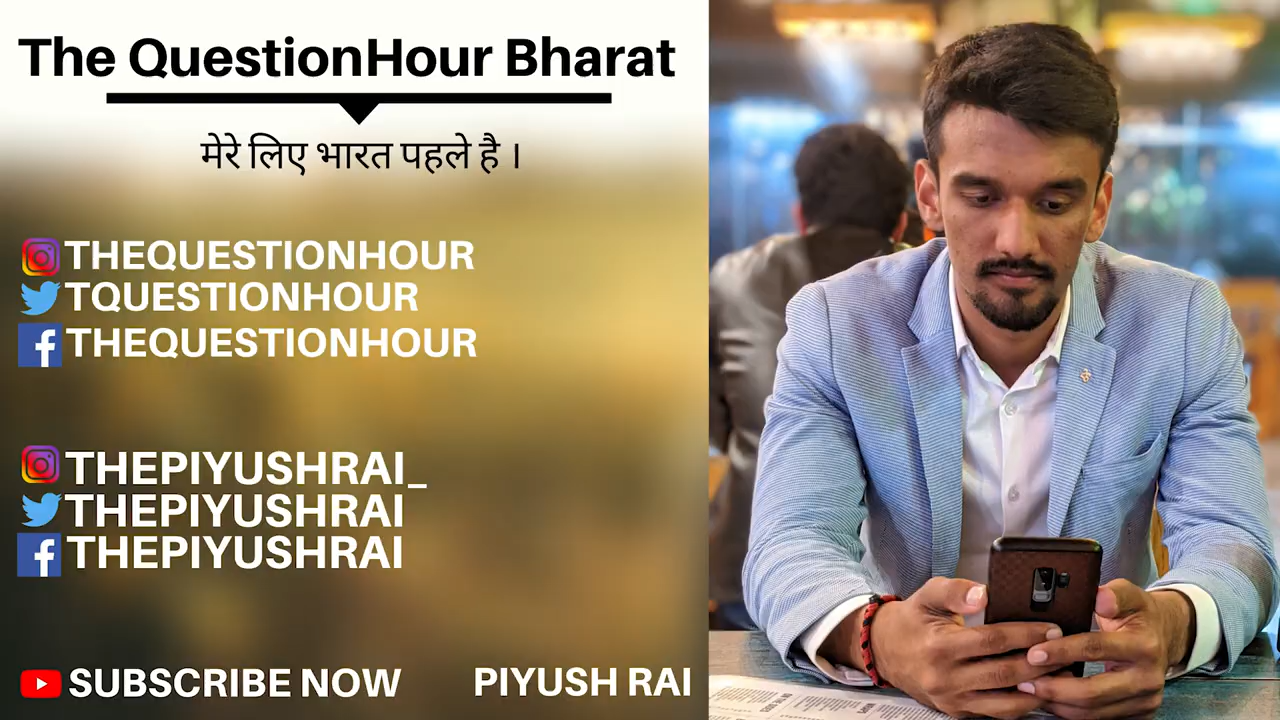 The QuestionHour Bharat
मेरे लिए भारत पहले है ।
THEQUESTIONHOUR
TQUESTIONHOUR
THEQUESTIONHOUR
THEPIYUSHRAI_
THEPIYUSHRAI
THEPIYUSHRAI
SUBSCRIBE NOW
PIYUSH RAI